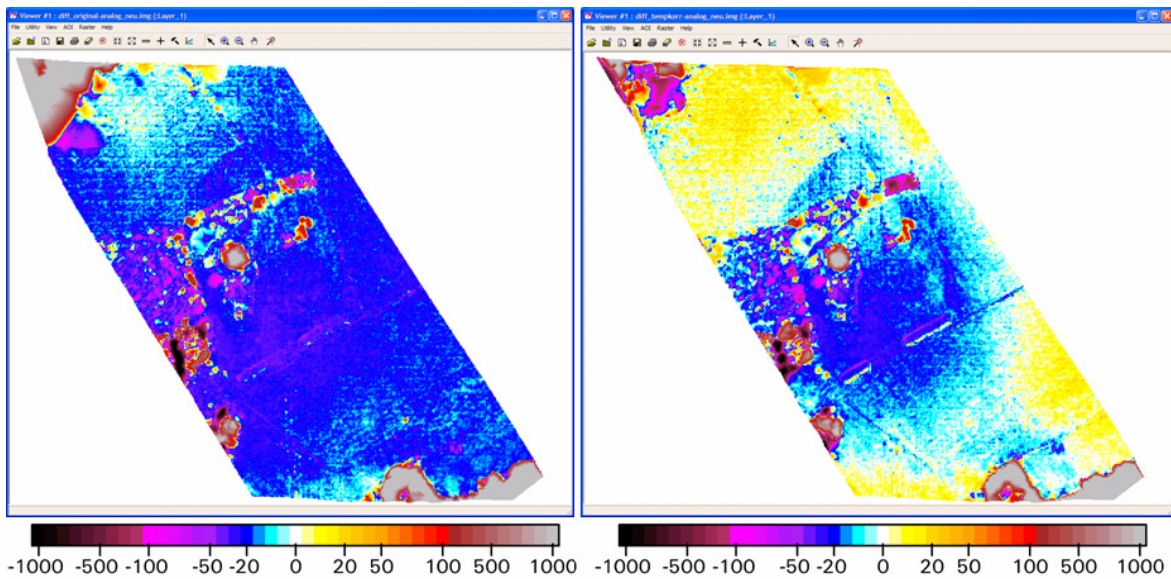 Viewer #1 : diff_original-analog_neu.img (:Layer_1)
File Utility View AOI Raster Help
Viewer #1 : diff_tempkorr-analog_neu.img (:Layer_1)
File Utility View AOI Raster Help
-1000 -500 -100 -50 -20 0 20 50 100 500 1000
-1000 -500 -100 -50 -20 0 20 50 100 500 1000